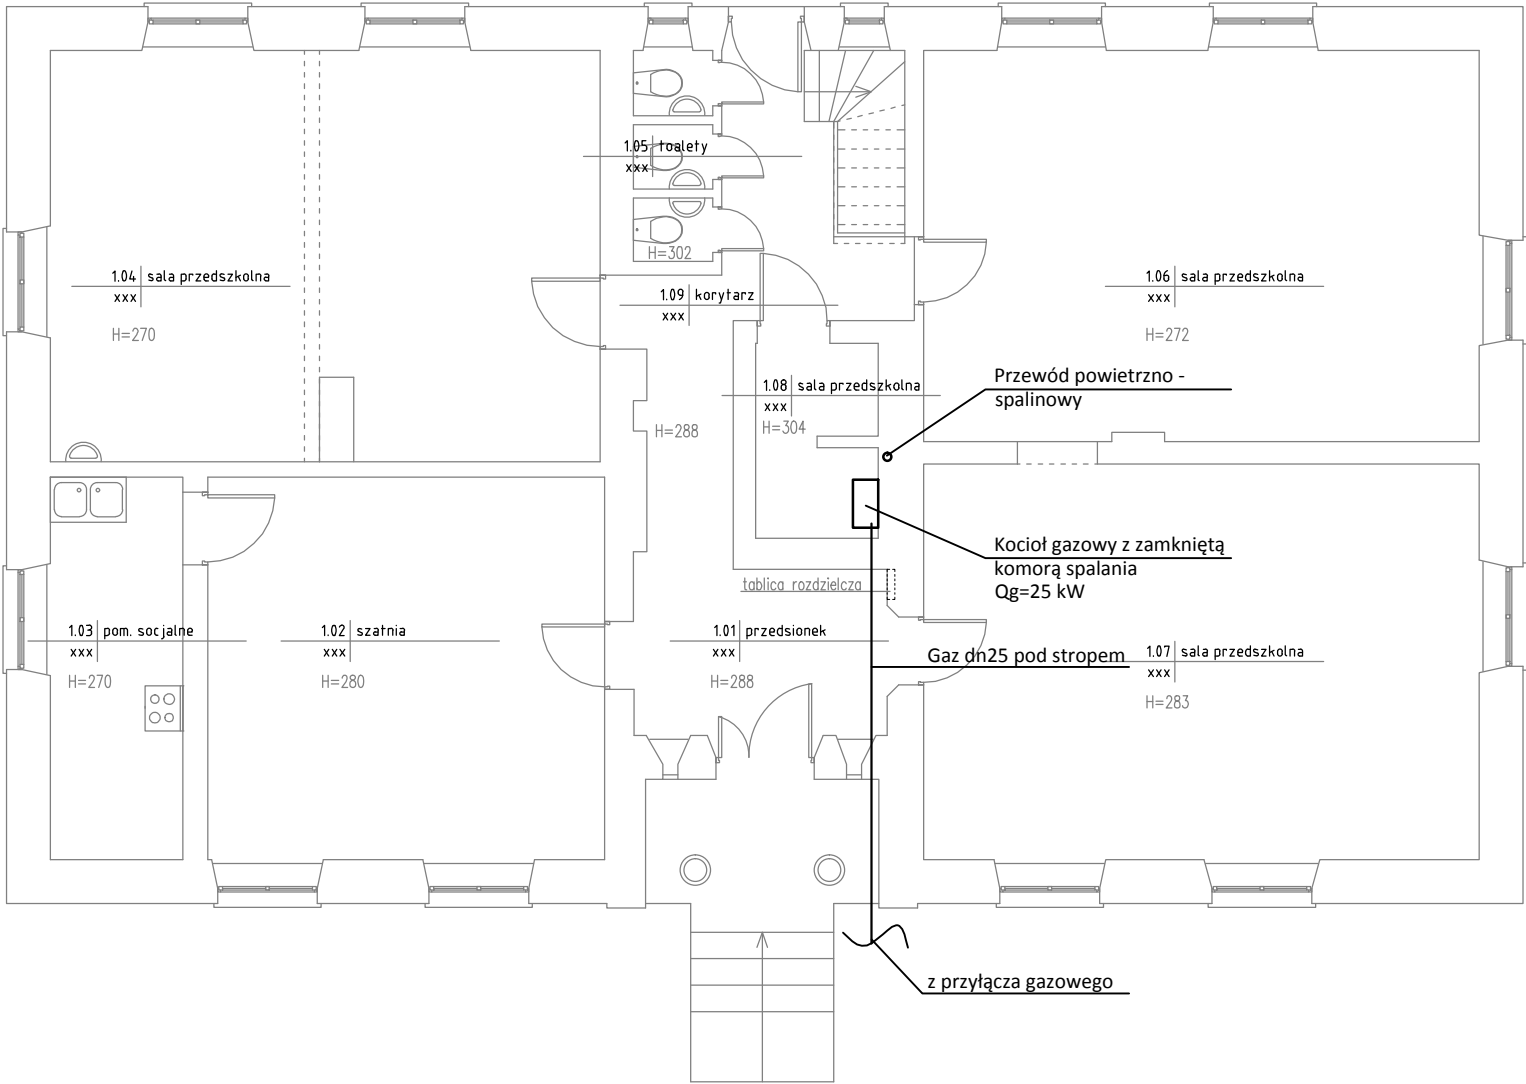 1.05 toalety
xxx
H=302
1.04 sala przedszkolna
xxx
H=270
1.09 korytarz
xxx
1.06 sala przedszkolna
xxx
H=272
1.08 sala przedszkolna
xxx
H=304
H=288
Przewód powietrzno -
spalinowy
Kocioł gazowy z zamkniętą
komorą spalania
Qg=25 kW
tablica rozdzielcza
1.03 pom. socjalne
xxx
H=270
1.02 szatnia
xxx
H=280
1.01 przedsionek
xxx
H=288
Gaz dn25 pod stropem
1.07 sala przedszkolna
xxx
H=283
z przyłącza gazowego